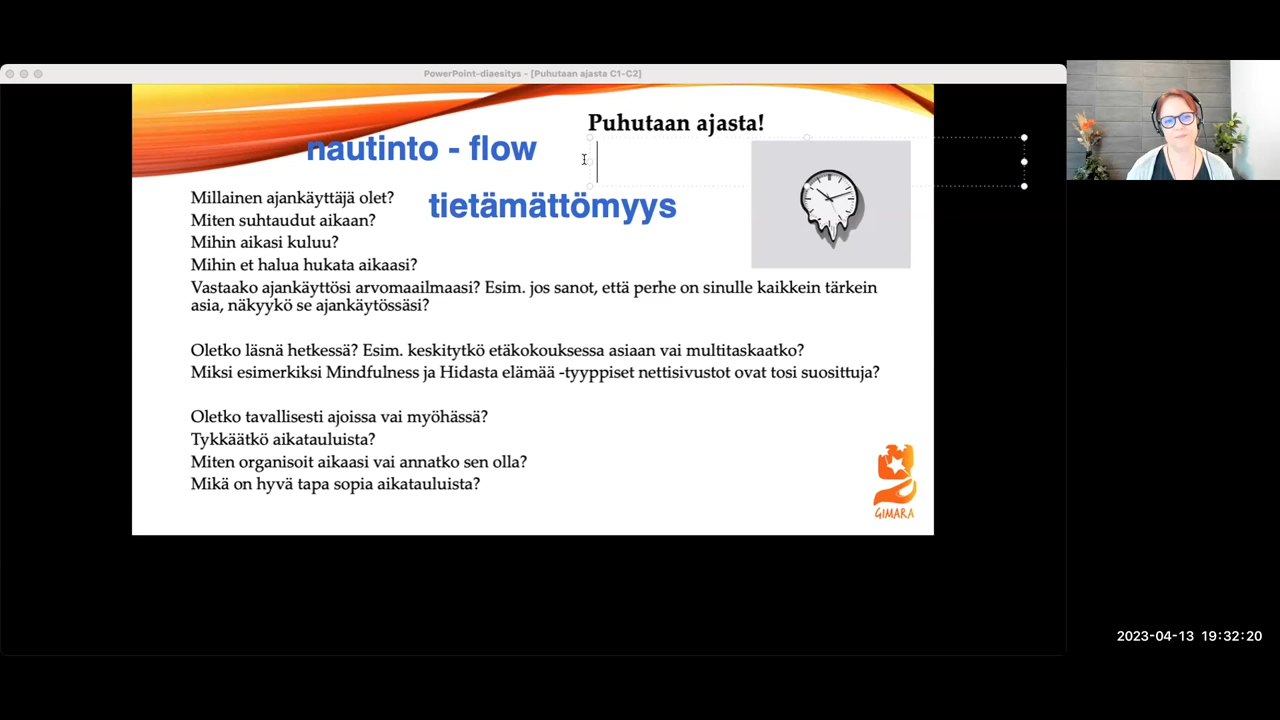 PowerPoint-diaesitys - [Puhutaan ajasta C1-C2]
Puhutaan ajasta!
nautinto - flow
Millainen ajankäyttäjä olet?
tietämättömyys
Miten suhtaudut aikaan?
Mihin aikasi kuluu?
Mihin et halua hukata aikaasi?
Vastaako ajankäyttösi arvomaailmaasi? Esim. jos sanot, että perhe on sinulle kaikkein tärkein
asia, näkyykö se ajankäytössäsi?
Oletko läsnä hetkessä? Esim. keskitytkö etäkokouksessa asiaan vai multitaskaatko?
Miksi esimerkiksi Mindfulness ja Hidasta elämää -tyyppiset nettisivustot ovat tosi suosittuja?
Oletko tavallisesti ajoissa vai myöhässä?
Tykkäätkö aikatauluista?
Miten organisoit aikaasi vai annatko sen olla?
Mikä on hyvä tapa sopia aikatauluista?
GIMARA
2023-04-13 19:32:20